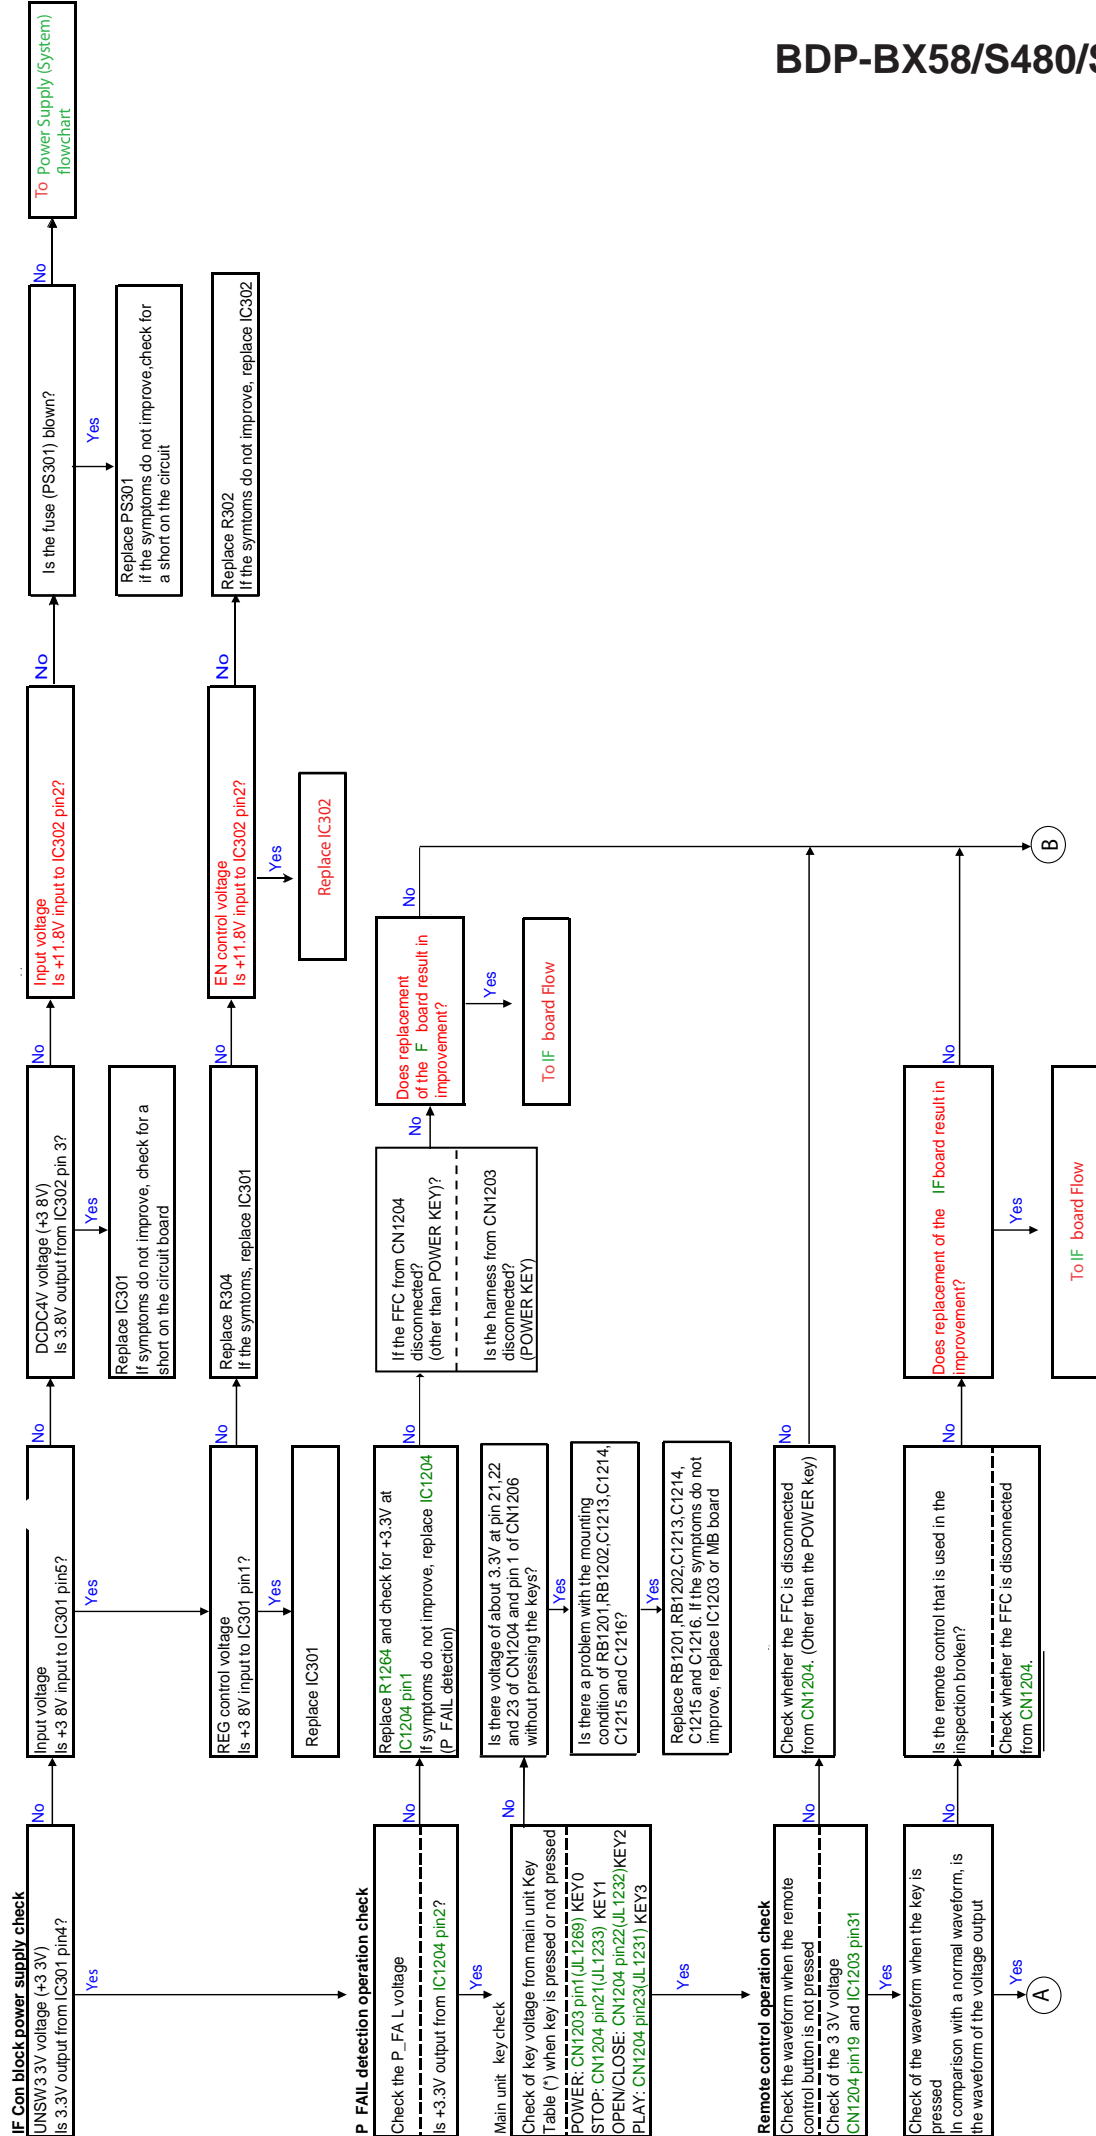 BDP-BX58/S480/S
IF Con block power supply check
UNSW3 3V voltage (+3 3V)
Is 3.3V output from IC301 pin4?
No
Yes
Input voltage
Is +3 8V input to IC301 pin5?
No
Yes
DCDC4V voltage (+3 8V)
Is 3.8V output from IC302 pin 3?
No
Yes
Replace IC301
If symptoms do not improve, check for a
short on the circuit board
Input voltage
Is +11.8V input to IC302 pin2?
No
Is the fuse (PS301) blown?
No
Yes
Replace PS301
if the symptoms do not improve,check for
a short on the circuit
To Power Supply (System)
flowchart
REG control voltage
Is +3 8V input to IC301 pin1?
No
Yes
Replace IC301
Replace R304
If the symtoms, replace IC301
No
EN control voltage
Is +11.8V input to IC302 pin2?
No
Yes
Replace IC302
Replace R302
If the symtoms do not improve, replace IC302
P FAIL detection operation check
Check the P_FA L voltage
Is +3.3V output from IC1204 pin2?
No
Yes
Replace R1264 and check for +3.3V at
IC1204 pin1
If symptoms do not improve, replace IC1204
(P FAIL detection)
No
If the FFC from CN1204
disconnected?
(other than POWER KEY)?
Is the harness from CN1203
disconnected?
(POWER KEY)
No
Does replacement
of the F board result in
improvement?
No
Yes
To IF board Flow
Main unit key check
Check of key voltage from main unit Key
Table (*) when key is pressed or not pressed
POWER: CN1203 pin1(JL1269) KEY0
STOP: CN1204 pin21(JL1233) KEY1
OPEN/CLOSE: CN1204 pin22(JL1232)KEY2
PLAY: CN1204 pin23(JL1231) KEY3
No
Yes
Is there voltage of about 3.3V at pin 21,22
and 23 of CN1204 and pin 1 of CN1206
without pressing the keys?
Yes
Is there a problem with the mounting
condition of RB1201,RB1202,C1213,C1214,
C1215 and C1216?
Yes
Replace RB1201,RB1202,C1213,C1214,
C1215 and C1216. If the symptoms do not
improve, replace IC1203 or MB board
Remote control operation check
Check the waveform when the remote
control button is not pressed
Check of the 3 3V voltage
CN1204 pin19 and IC1203 pin31
No
Yes
Check whether the FFC is disconnected
from CN1204. (Other than the POWER key)
No
Check of the waveform when the key is
pressed
In comparison with a normal waveform, is
the waveform of the voltage output
No
Yes
A
Is the remote control that is used in the
inspection broken?
Check whether the FFC is disconnected
from CN1204.
No
Does replacement of the IF board result in
improvement?
No
Yes
To IF board Flow
B